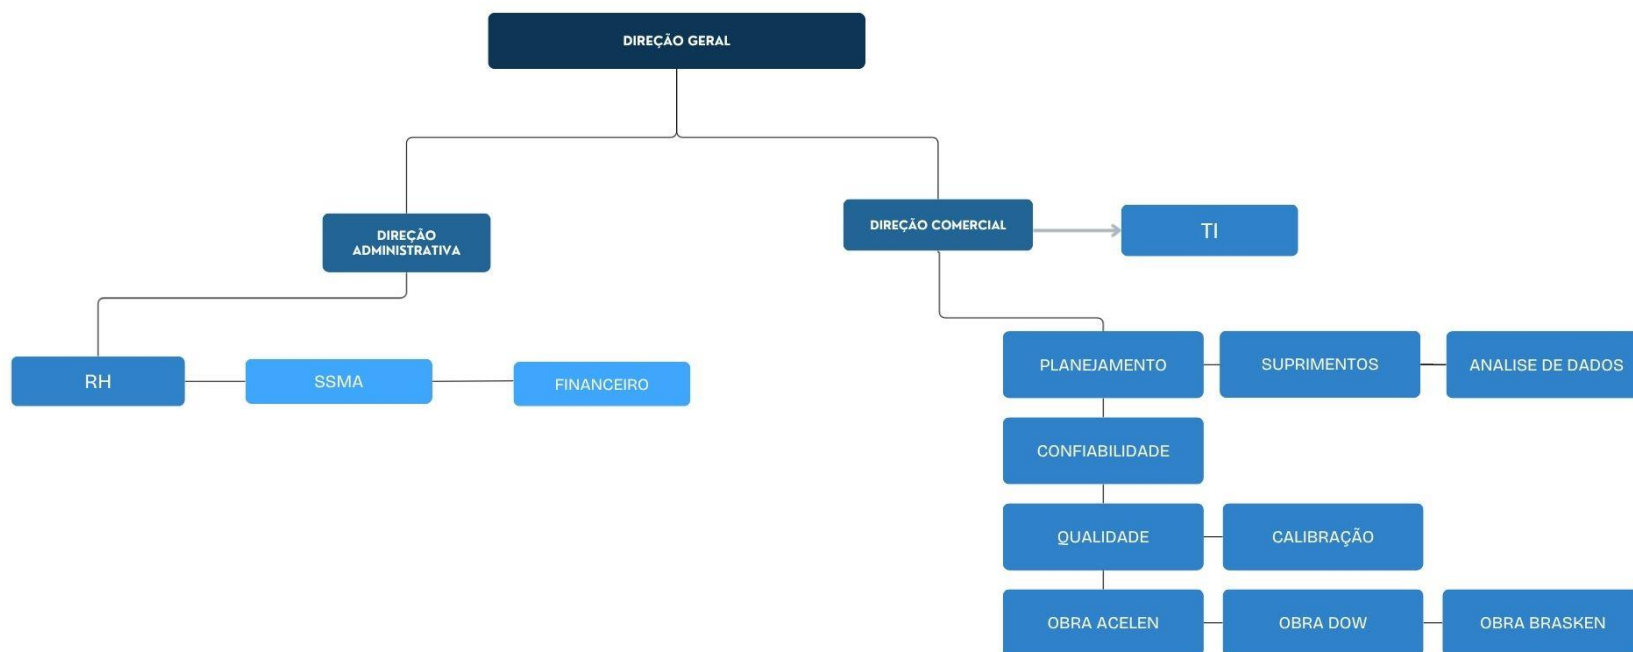 DIREÇÃO GERAL
DIREÇÃO
ADMINISTRATIVA
DIREÇÃO COMERCIAL
TI
RH
SSMA
FINANCEIRO
PLANEJAMENTO
SUPRIMENTOS
ANALISE DE DADOS
CONFIABILIDADE
QUALIDADE
CALIBRAÇÃO
OBRA ACELEN
OBRA DOW
OBRA BRASKEN